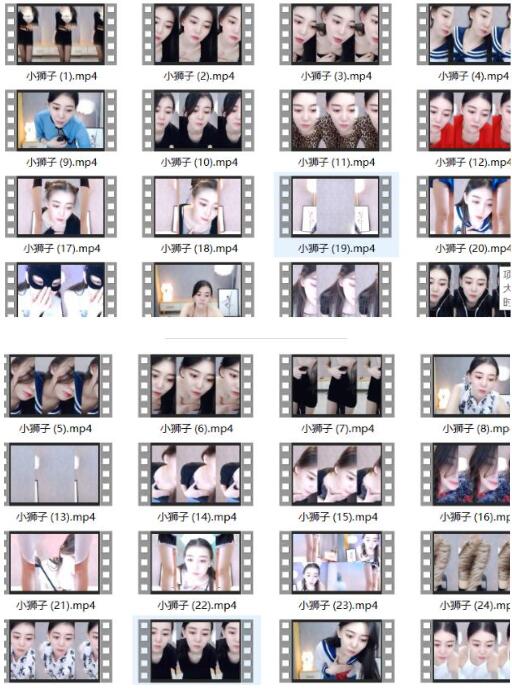 小狮子 (1).mp4
小狮子 (2).mp4
小狮子 (3).mp4
小狮子 (4).mp4
小狮子 (9).mp4
小狮子 (10).mp4
小狮子 (11).mp4
小狮子 (12).mp4
小狮子 (17).mp4
小狮子 (18).mp4
小狮子 (19).mp4
小狮子 (20).mp4
项
大
时
小狮子 (5).mp4
小狮子 (6).mp4
小狮子 (7).mp4
小狮子 (8).mp
小狮子 (13).mp4
小狮子 (14).mp4
小狮子 (15).mp4
小狮子 (16).mp
小狮子 (21).mp4
小狮子 (22).mp4
小狮子 (23).mp4
小狮子 (24).mp